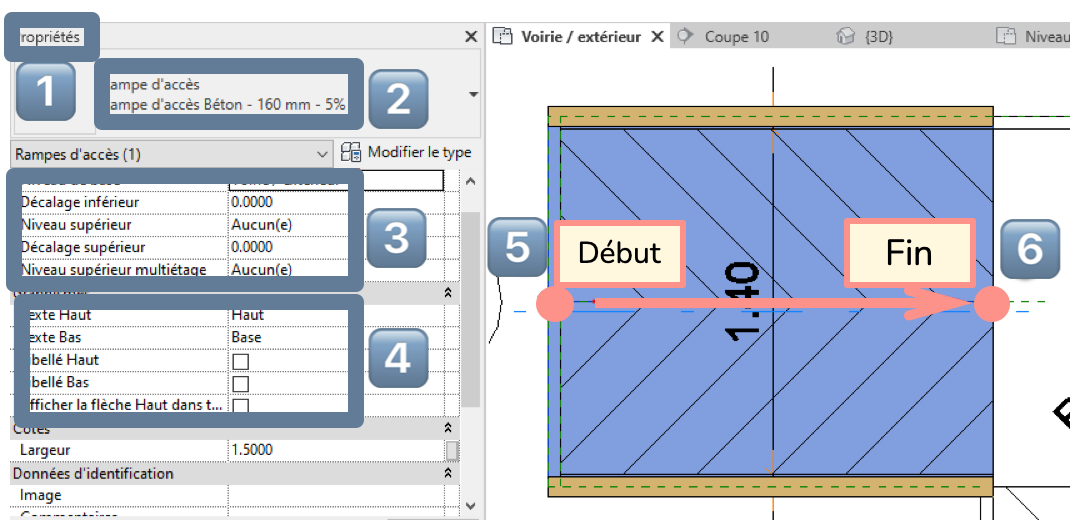 ropriétés
Voirie / extérieur
Coupe 10
{3D}
Niveau
1
ampe d'accès
ampe d'accès Béton - 160 mm - 5%
2
Rampes d'accès (1)
Modifier le type
Décalage inférieur 0.0000
Niveau supérieur Aucun(e)
Décalage supérieur 0.0000
Niveau supérieur multiétage Aucun(e)
3
exte Haut Haut
exte Bas Base
bellé Haut
bellé Bas
fficher la flèche Haut dans t...
4
Cotes
Largeur 1.5000
Données d'identification
Image
5
Début
Fin
6
1.40